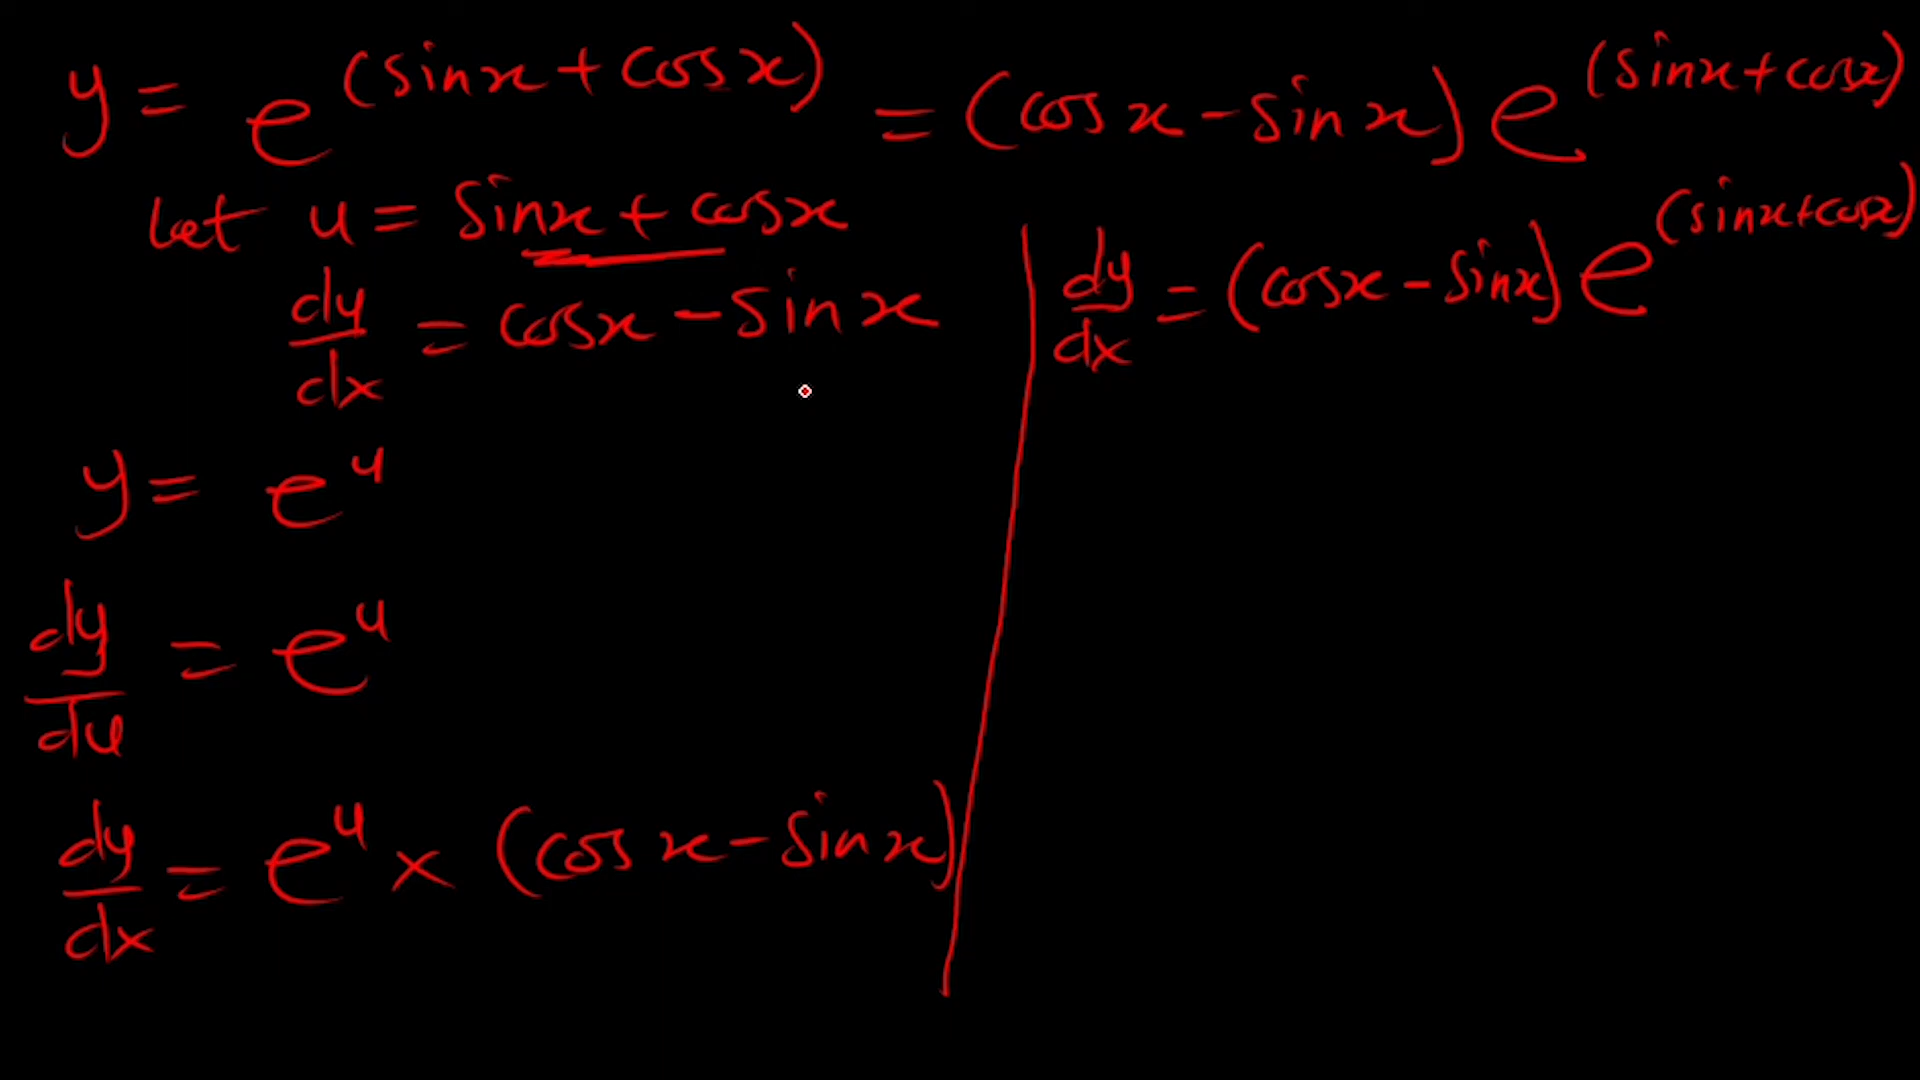 y = e^(sinx + cosx) = (cosx - sinx) e^(sinx + cosx)
Let u = sinx + cosx
dy/dx = cosx - sinx
y = e^u
dy/du = e^u
dy/dx = e^u × (cosx - sinx)
dy/dx = (cosx - sinx) e^(sinx + cosx)